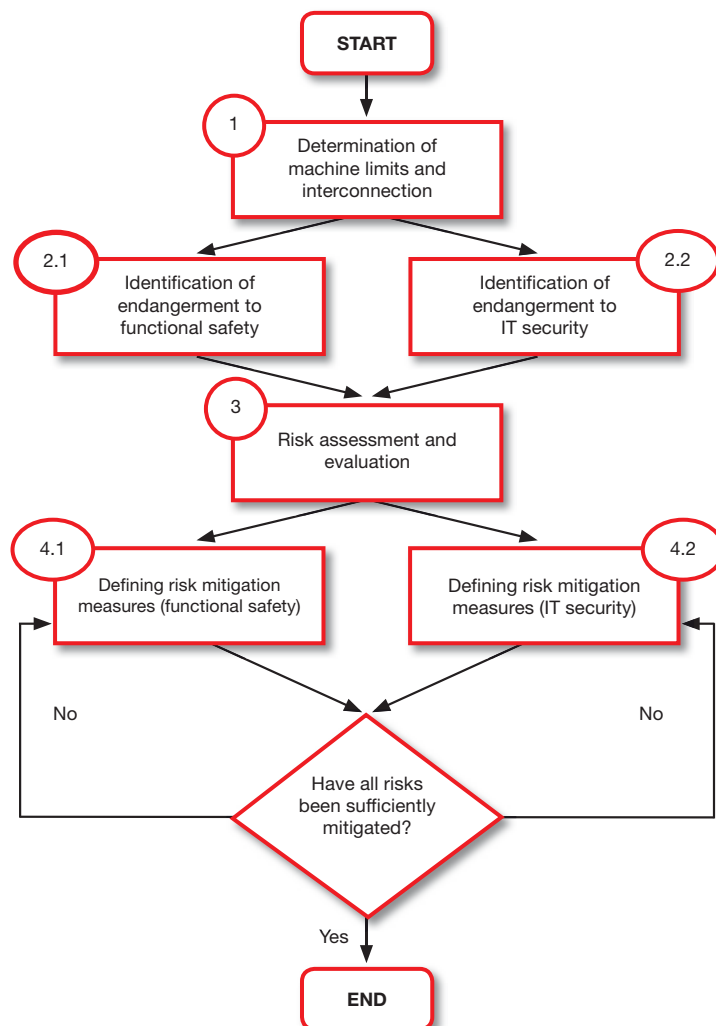 START
1
Determination of
machine limits and
interconnection
2.1
Identification of
endangerment to
functional safety
2.2
Identification of
endangerment to
IT security
3
Risk assessment and
evaluation
4.1
Defining risk mitigation
measures (functional safety)
4.2
Defining risk mitigation
measures (IT security)
No
No
Have all risks
been sufficiently
mitigated?
Yes
END